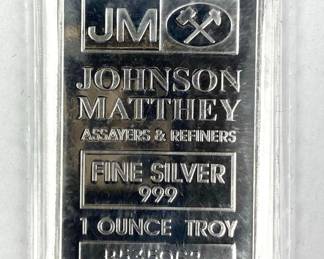 JM
JOHNSON
MATTHEY
ASSAYERS & REFINERS
FINE SILVER
999
1 OUNCE TROY